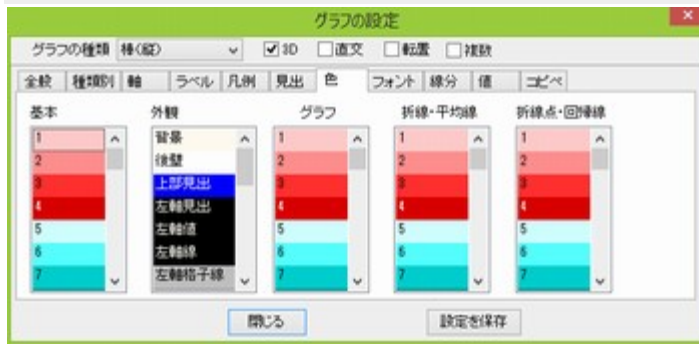 グラフの設定
グラフの種類 棒(縦) 3D 直交 転置 複数
全般 種類別 軸 ラベル 凡例 見出 色 フォント 線分 値 コピペ
基本 外観 グラフ 折線・平均線 折線点・回帰線
1 背景 1 1 1
2 後壁 2 2 2
3 上部見出 3 3 3
4 左軸見出 4 4 4
5 左軸値 5 5 5
6 左軸線 6 6 6
7 左軸格子線 7 7 7
閉じる 設定を保存